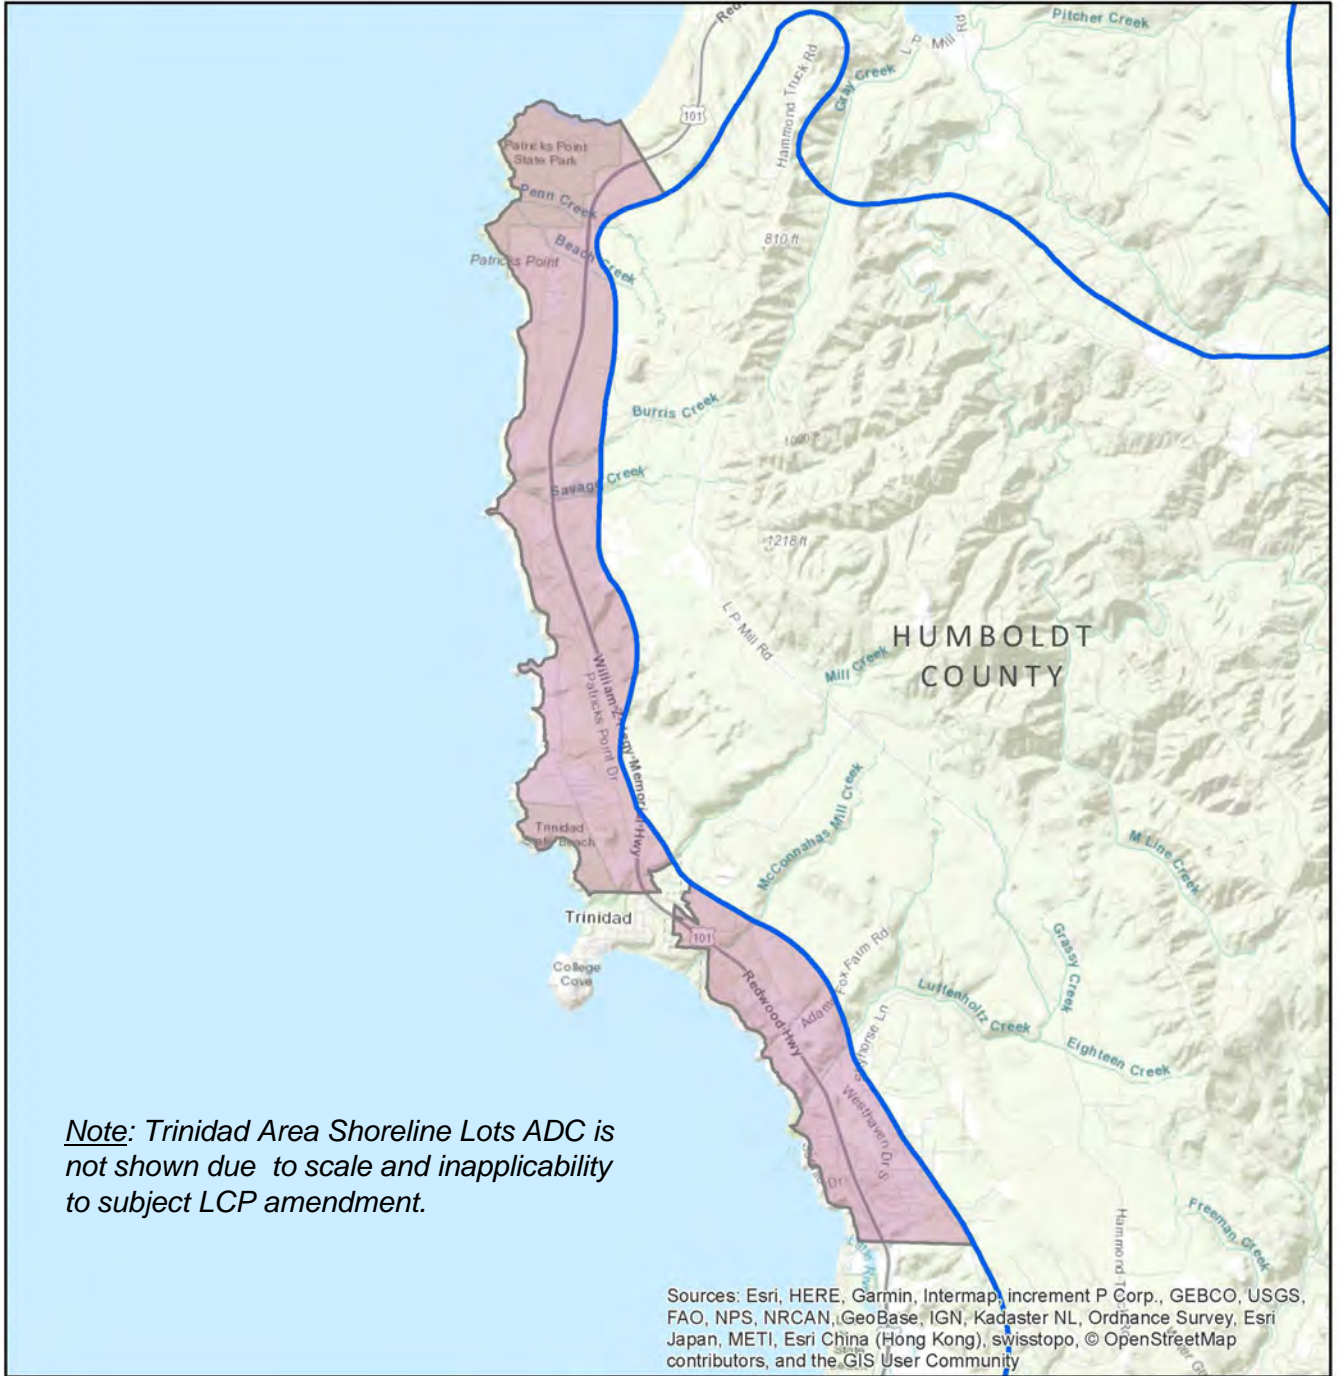 Pitcher Creek
L P Mill Rd
Hammond Truck Rd
Gray Creek
101
Patricks Point
State Park
Penn Creek
Beach Creek
810 ft
Patricks Point
Burris Creek
1000 ft
Savage Creek
1218 ft
L P Mill Rd
HUMBOLDT
COUNTY
Mill Creek
Patricks Point Dr
Memorial Hwy
McConnahas Mill Creek
M Line Creek
Trinidad
Beach
Trinidad
101
College
Cove
Fox Farm Rd
Redwood Hwy
Luffenholtz Creek
Grassy Creek
Eighteen Creek
Westhaven Dr S
Note: Trinidad Area Shoreline Lots ADC is
not shown due to scale and inapplicability
to subject LCP amendment.
Freeman Creek
Sources: Esri, HERE, Garmin, Intermap, increment P Corp., GEBCO, USGS,
FAO, NPS, NRCAN, GeoBase, IGN, Kadaster NL, Ordnance Survey, Esri
Japan, METI, Esri China (Hong Kong), swisstopo, © OpenStreetMap
contributors, and the GIS User Community